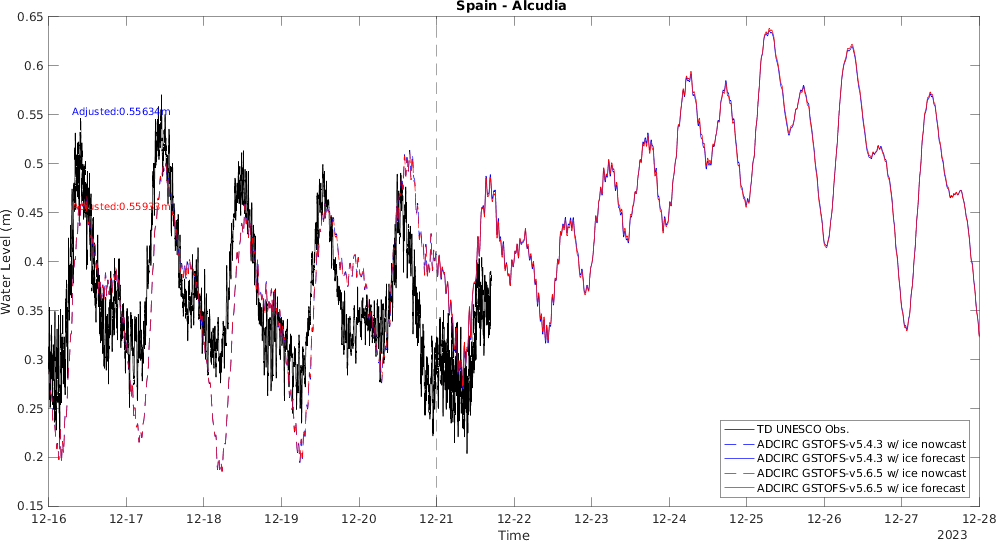 Spain - Alcudia
0.65
0.6
0.55
0.5
0.45
0.4
0.35
0.3
0.25
0.2
0.15
Water Level (m)
Adjusted:0.55634m
Adjusted:0.55933m
TD UNESCO Obs.
ADCIRC GSTOFS-v5.4.3 w/ ice nowcast
ADCIRC GSTOFS-v5.4.3 w/ ice forecast
ADCIRC GSTOFS-v5.6.5 w/ ice nowcast
ADCIRC GSTOFS-v5.6.5 w/ ice forecast
12-16 12-17 12-18 12-19 12-20 12-21 12-22 12-23 12-24 12-25 12-26 12-27 12-28
Time
2023